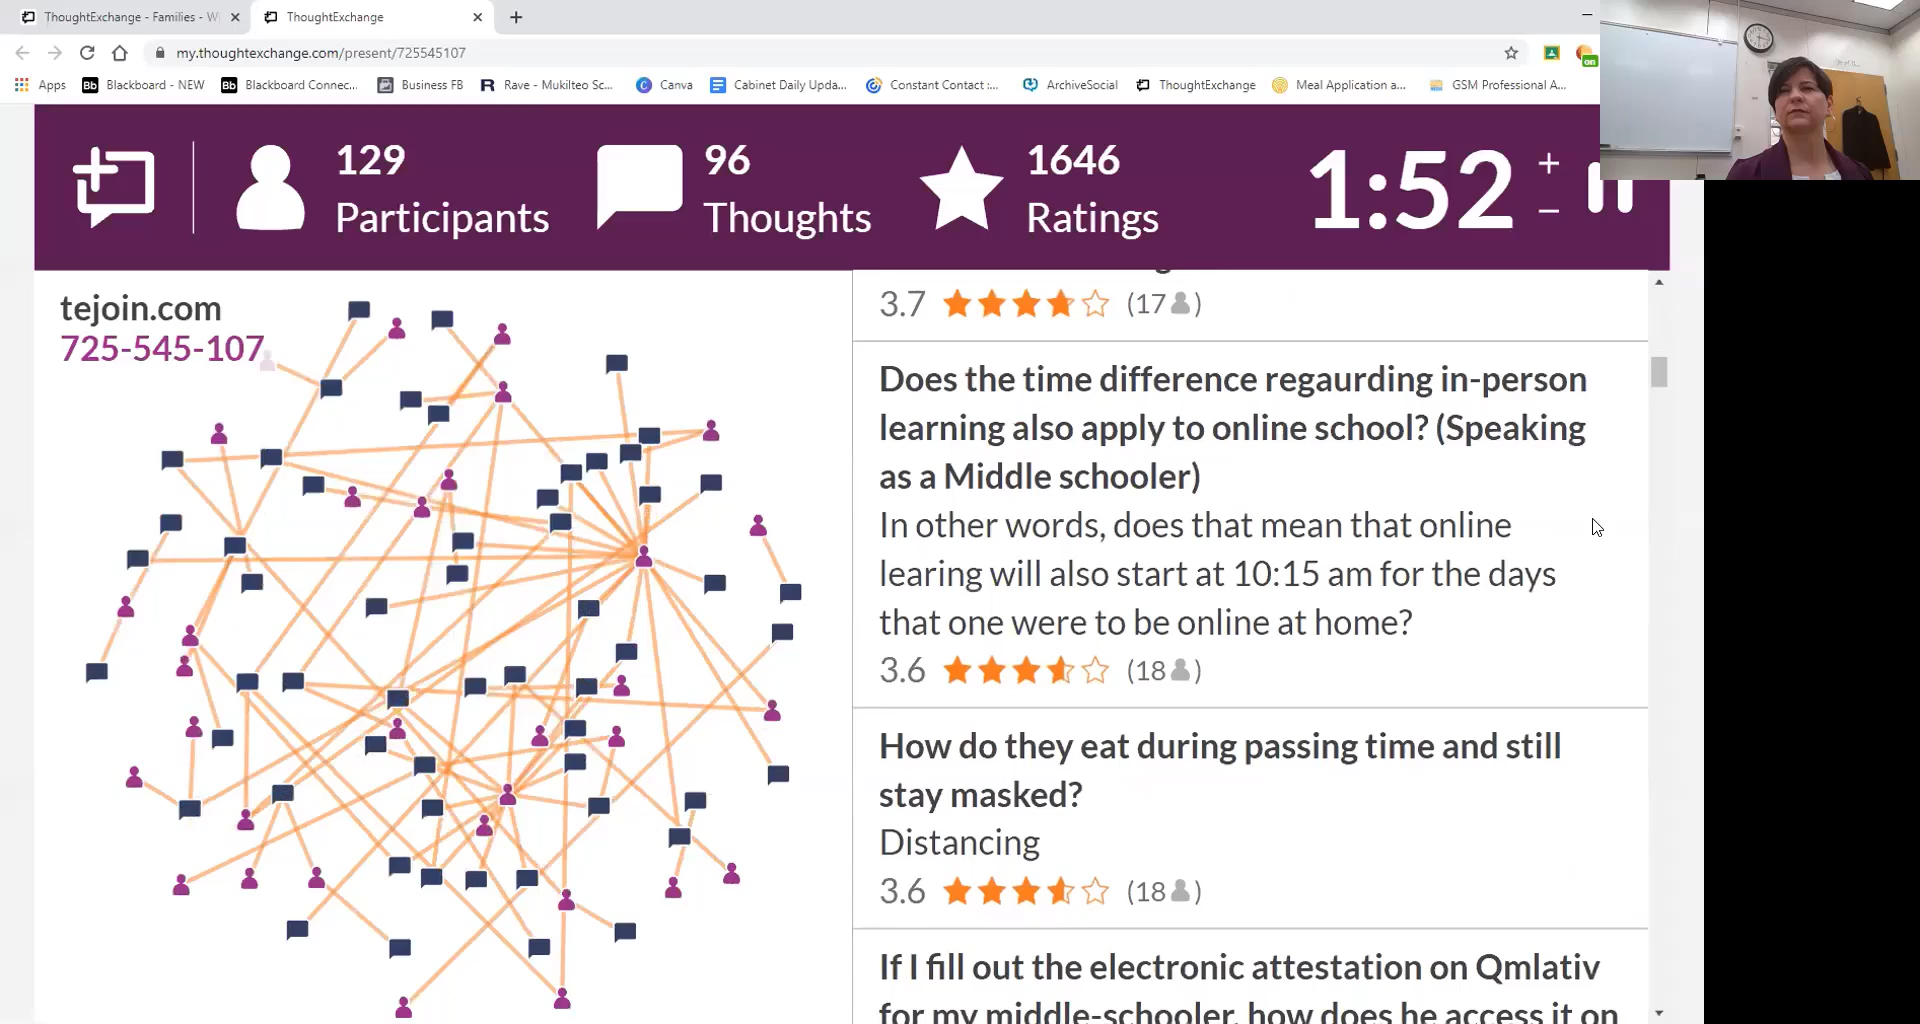 ThoughtExchange - Families - W
ThoughtExchange
my.thoughtexchange.com/present/725545107
Apps
Bb Blackboard - NEW
Bb Blackboard Connec...
Business FB
R Rave - Mukilteo Sc...
C Canva
Cabinet Daily Upda...
Constant Contact :...
ArchiveSocial
ThoughtExchange
Meal Application a...
GSM Professional A...
on
129
Participants
96
Thoughts
1646
Ratings
1:52
+
−
tejoin.com
725-545-107
3.7 (17)
Does the time difference regaurding in-person
learning also apply to online school? (Speaking
as a Middle schooler)
In other words, does that mean that online
learing will also start at 10:15 am for the days
that one were to be online at home?
3.6 (18)
How do they eat during passing time and still
stay masked?
Distancing
3.6 (18)
If I fill out the electronic attestation on Qmlativ
for my middle-schooler, how does he access it on